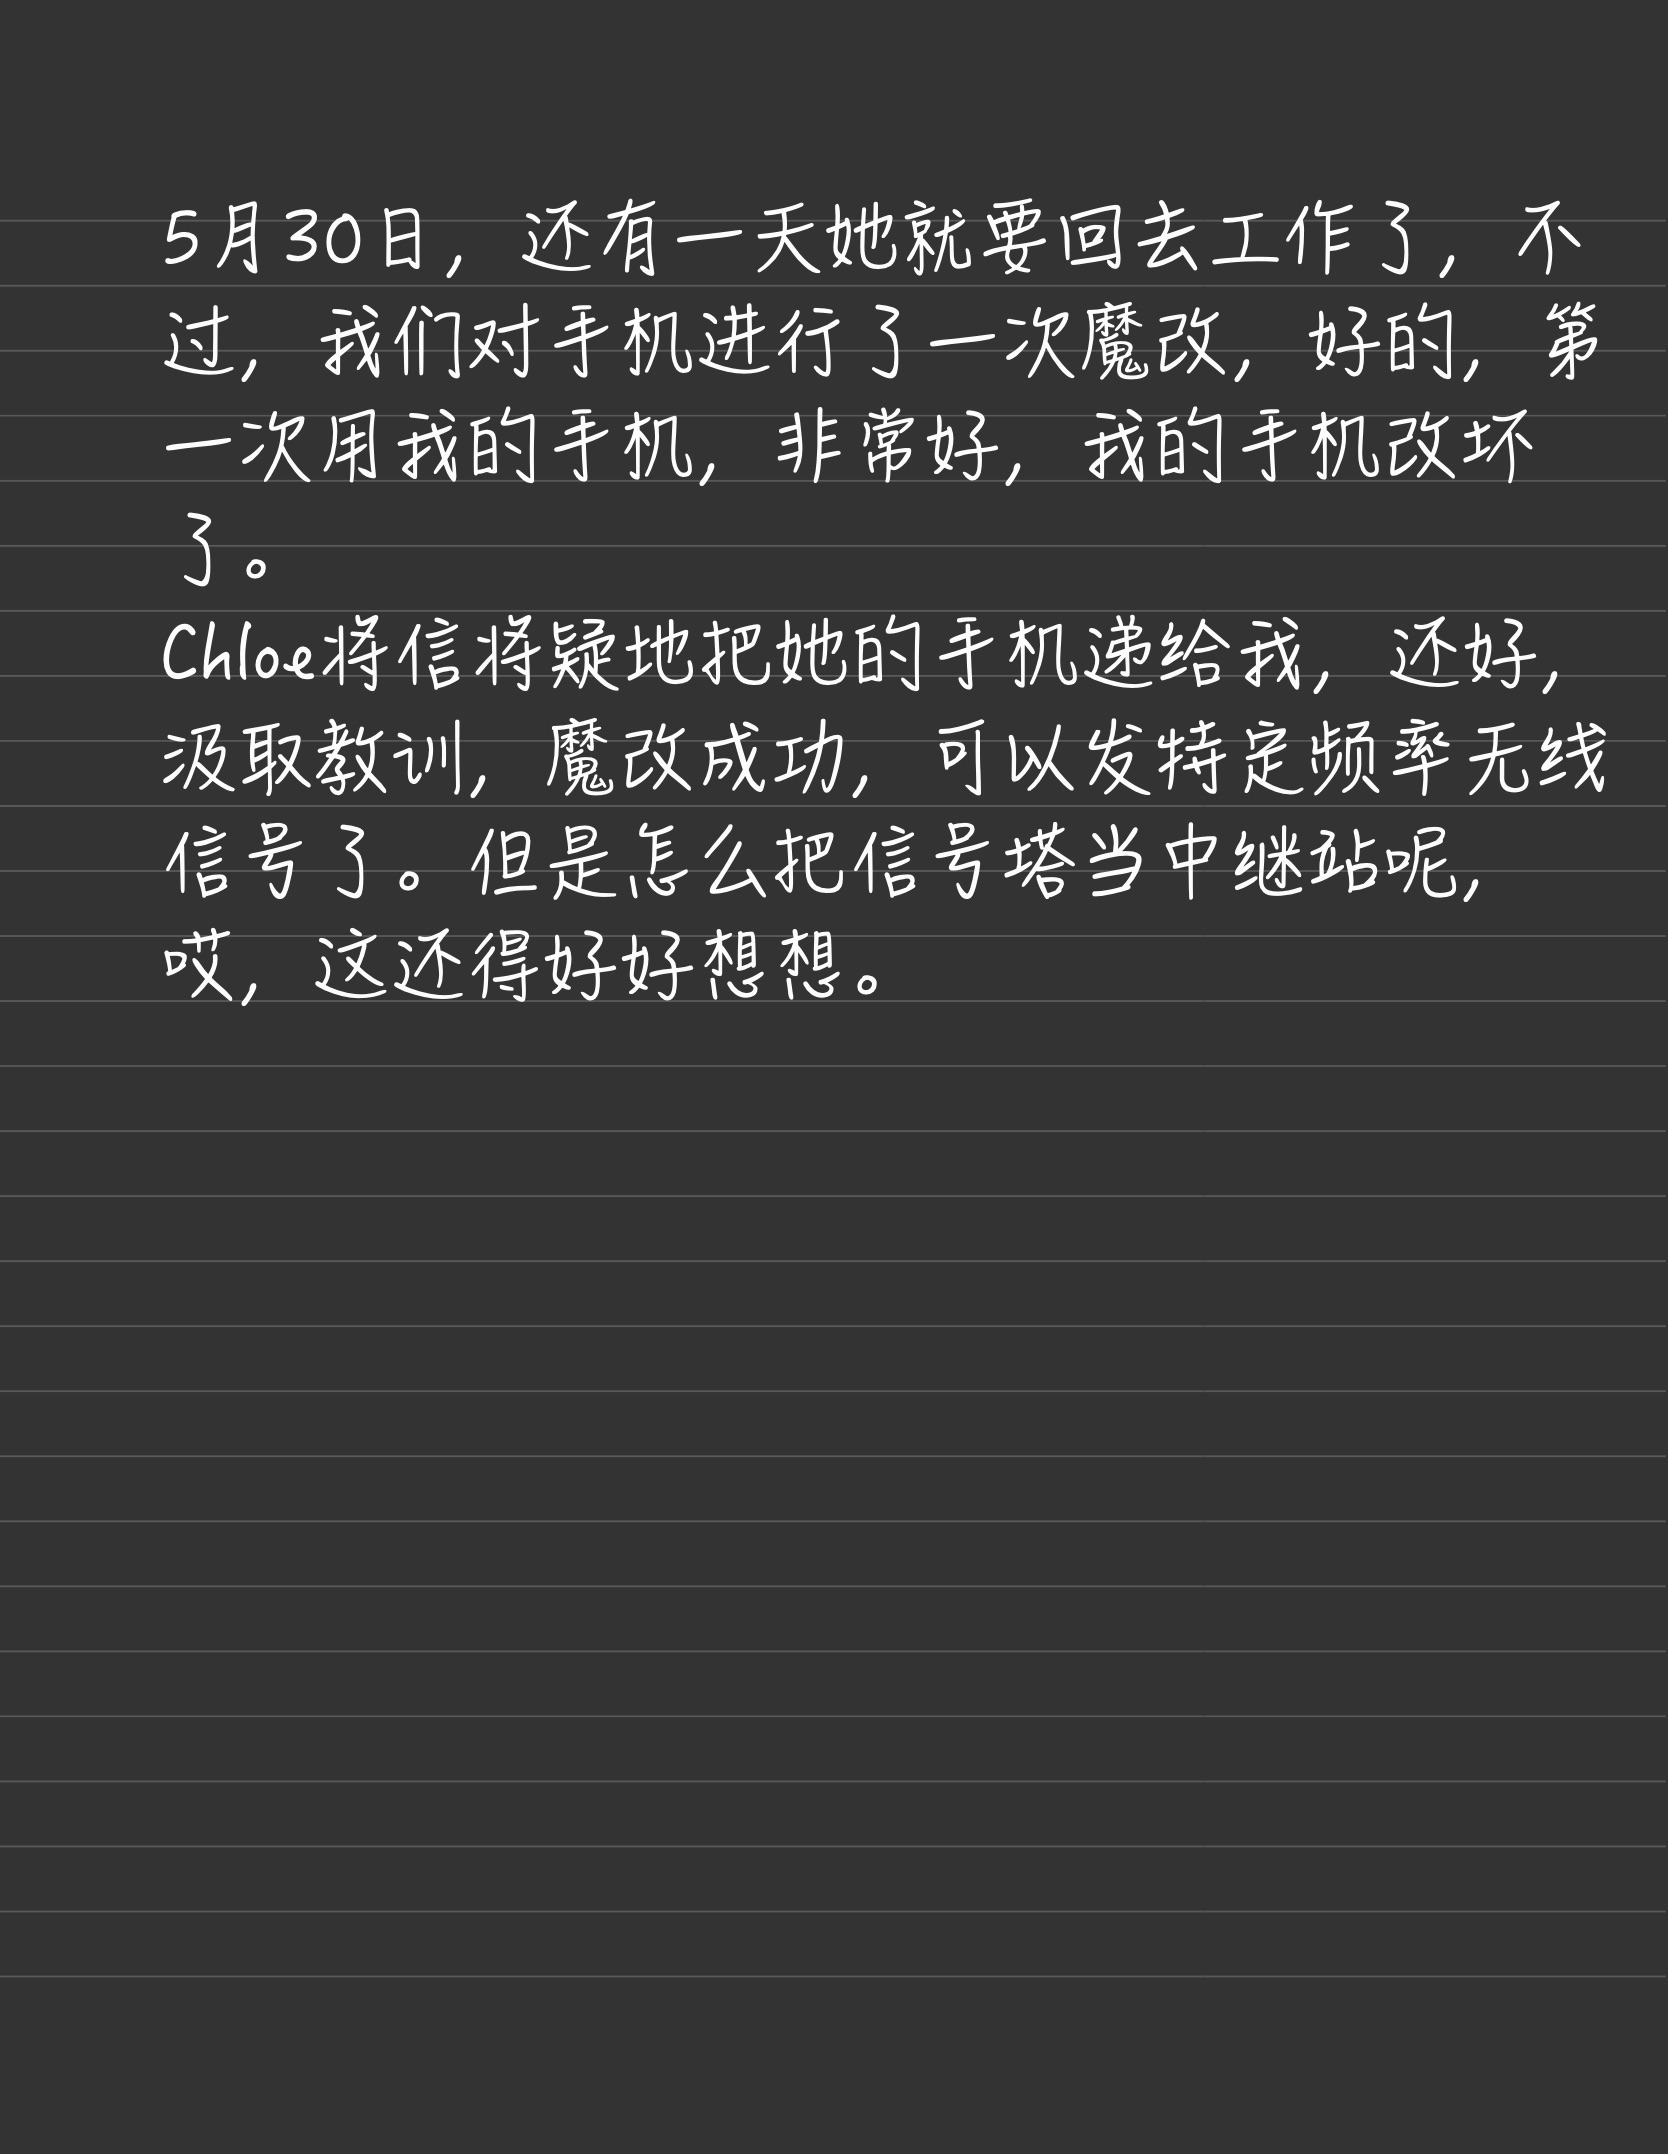 5月30日，还有一天她就要回去工作了，不
过，我们对手机进行了一次魔改，好的，第
一次用我的手机，非常好，我的手机改坏
了。
Chloe将信将疑地把她的手机递给我，还好，
汲取教训，魔改成功，可以发特定频率无线
信号了。但是怎么把信号塔当中继站呢，
哎，这还得好好想想。